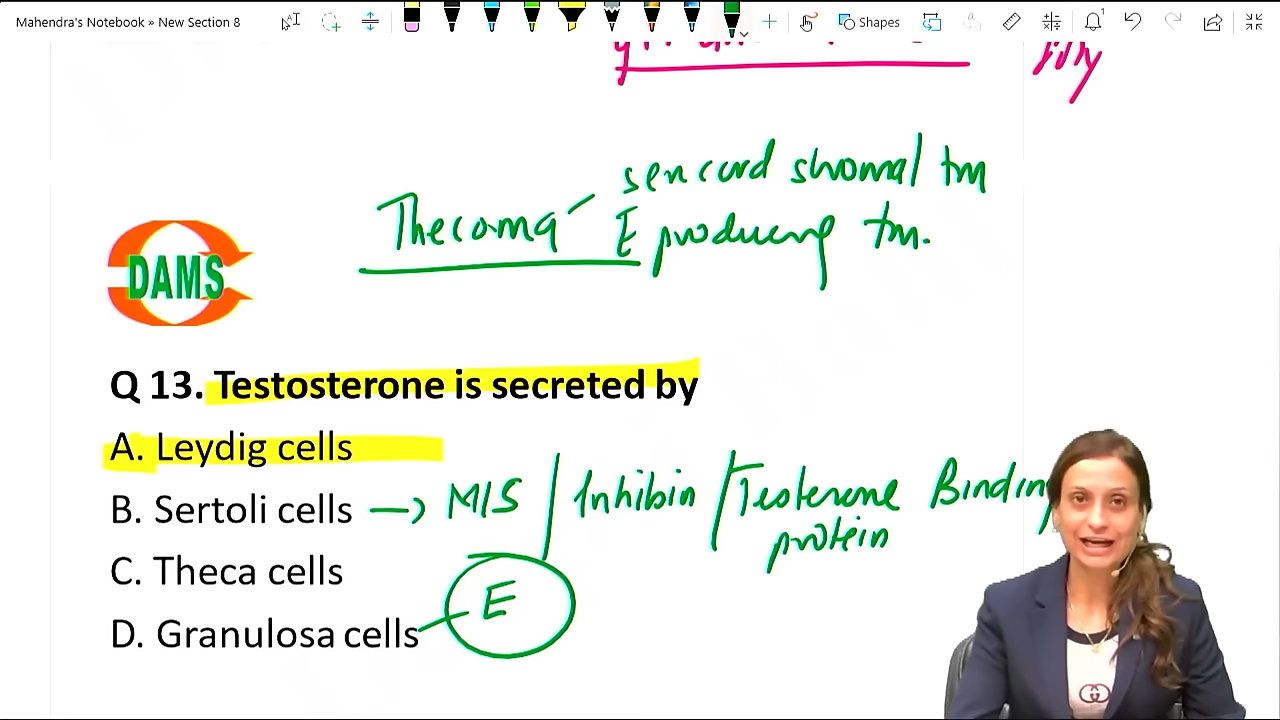 Mahendra's Notebook » New Section 8
Shapes
Thecoma - sex cord stromal tm
E producing tm.
DAMS
Q 13. Testosterone is secreted by
A. Leydig cells
B. Sertoli cells → MIS / Inhibin / Testerone Binding
protein
C. Theca cells
D. Granulosa cells - E